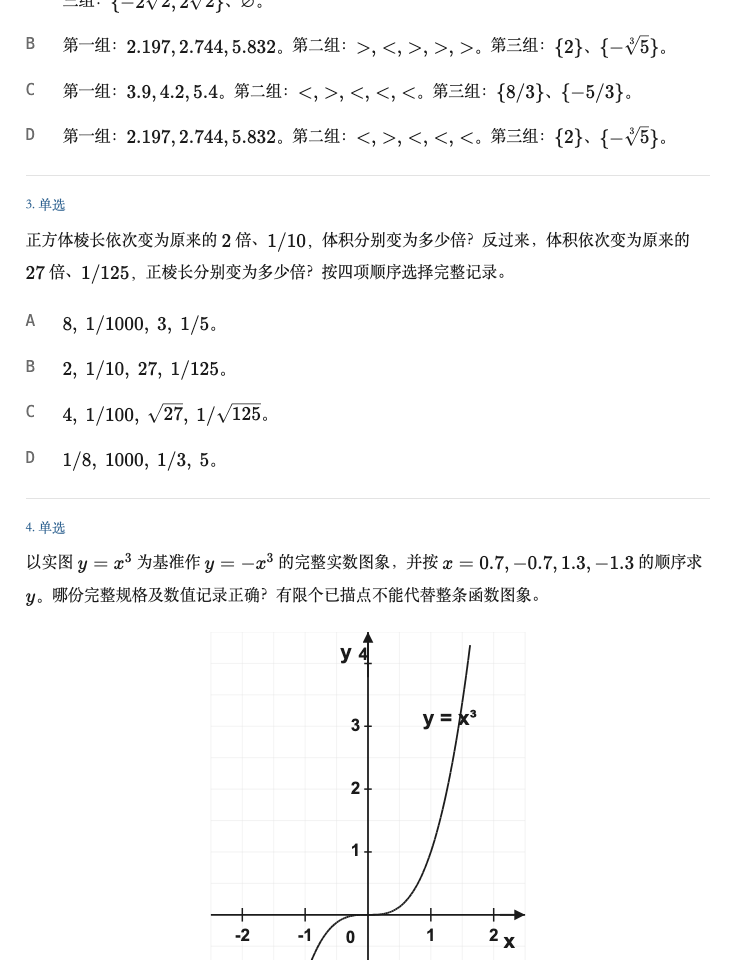 三组：{−2√2, 2√2}、∅。
B 第一组：2.197, 2.744, 5.832。第二组：>, <, >, >, >。第三组：{2}、{−∛5}。
C 第一组：3.9, 4.2, 5.4。第二组：<, >, <, <, <。第三组：{8/3}、{−5/3}。
D 第一组：2.197, 2.744, 5.832。第二组：<, >, <, <, <。第三组：{2}、{−∛5}。
3. 单选
正方体棱长依次变为原来的 2 倍、1/10，体积分别变为多少倍？反过来，体积依次变为原来的
27 倍、1/125，正棱长分别变为多少倍？按四项顺序选择完整记录。
A 8, 1/1000, 3, 1/5。
B 2, 1/10, 27, 1/125。
C 4, 1/100, √27, 1/√125。
D 1/8, 1000, 1/3, 5。
4. 单选
以实图 y = x³ 为基准作 y = −x³ 的完整实数图象，并按 x = 0.7, −0.7, 1.3, −1.3 的顺序求
y。哪份完整规格及数值记录正确？有限个已描点不能代替整条函数图象。
y 4
y = x³
3
2
1
-2 -1 0 1 2 x